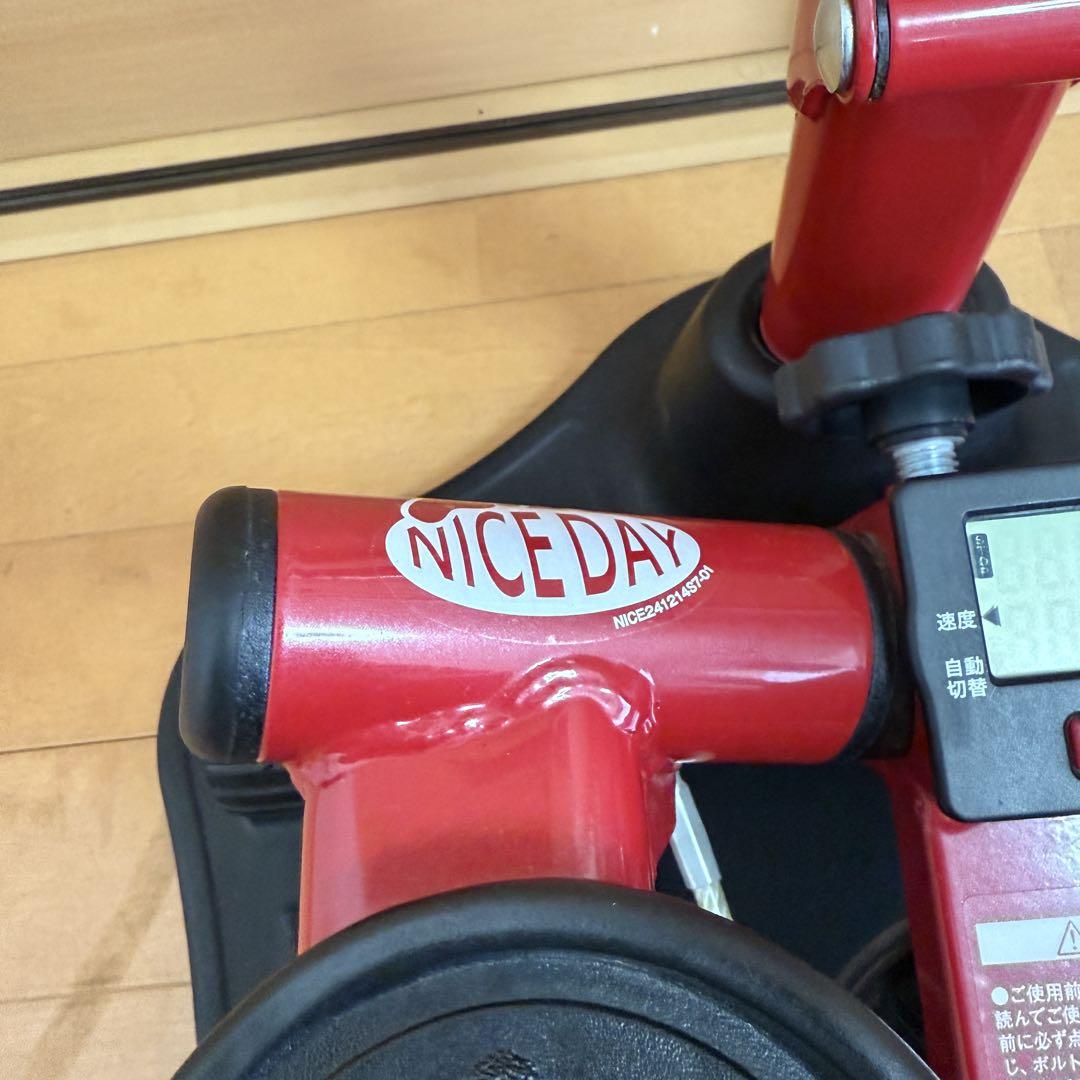 NICE DAY
NICE241214S7-01
速度
自動
切替
●ご使用前
読んでご使
前に必ず点
じ、ボルト